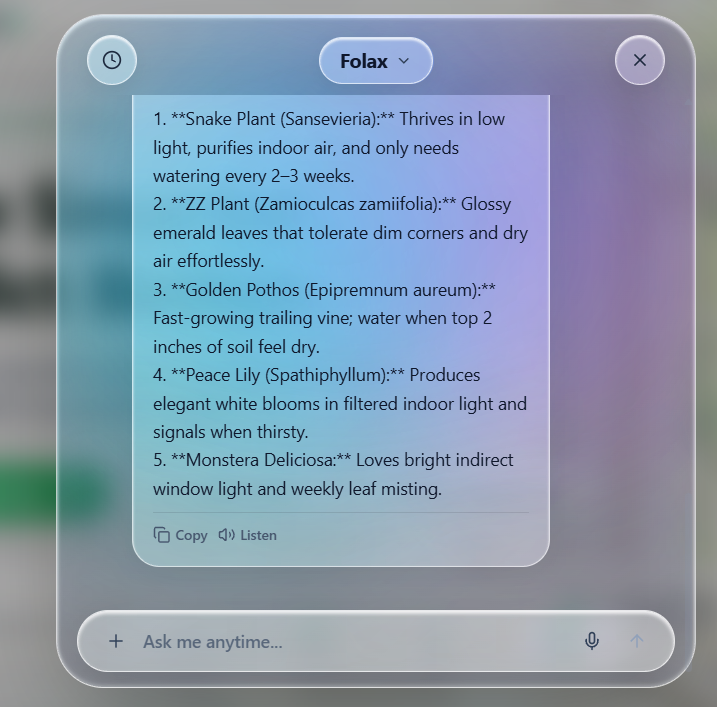 Folax
1. **Snake Plant (Sansevieria):** Thrives in low
light, purifies indoor air, and only needs
watering every 2–3 weeks.
2. **ZZ Plant (Zamioculcas zamiifolia):** Glossy
emerald leaves that tolerate dim corners and dry
air effortlessly.
3. **Golden Pothos (Epipremnum aureum):**
Fast-growing trailing vine; water when top 2
inches of soil feel dry.
4. **Peace Lily (Spathiphyllum):** Produces
elegant white blooms in filtered indoor light and
signals when thirsty.
5. **Monstera Deliciosa:** Loves bright indirect
window light and weekly leaf misting.
Copy Listen
Ask me anytime...